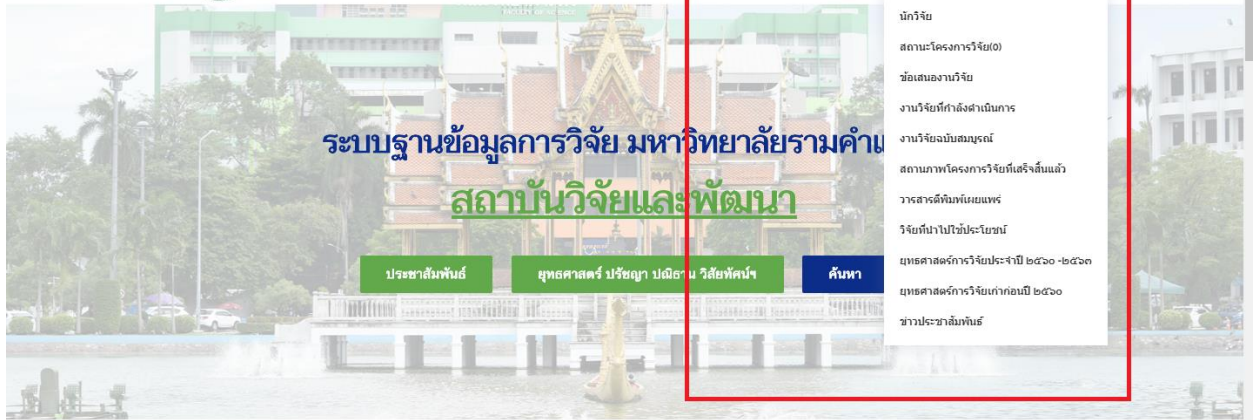 ระบบฐานข้อมูลการวิจัย มหาวิทยาลัยรามคำแ
สถาบันวิจัยและพัฒนา
ประชาสัมพันธ์
ยุทธศาสตร์ ปรัชญา ปณิธาน วิสัยทัศน์ฯ
ค้นหา
นักวิจัย
สถานะโครงการวิจัย(0)
ข้อเสนองานวิจัย
งานวิจัยที่กำลังดำเนินการ
งานวิจัยฉบับสมบูรณ์
สถานภาพโครงการวิจัยที่เสร็จสิ้นแล้ว
วารสารตีพิมพ์เผยแพร่
วิจัยที่นำไปใช้ประโยชน์
ยุทธศาสตร์การวิจัยประจำปี ๒๕๖๐ -๒๕๖๓
ยุทธศาสตร์การวิจัยเก่าก่อนปี ๒๕๖๐
ข่าวประชาสัมพันธ์